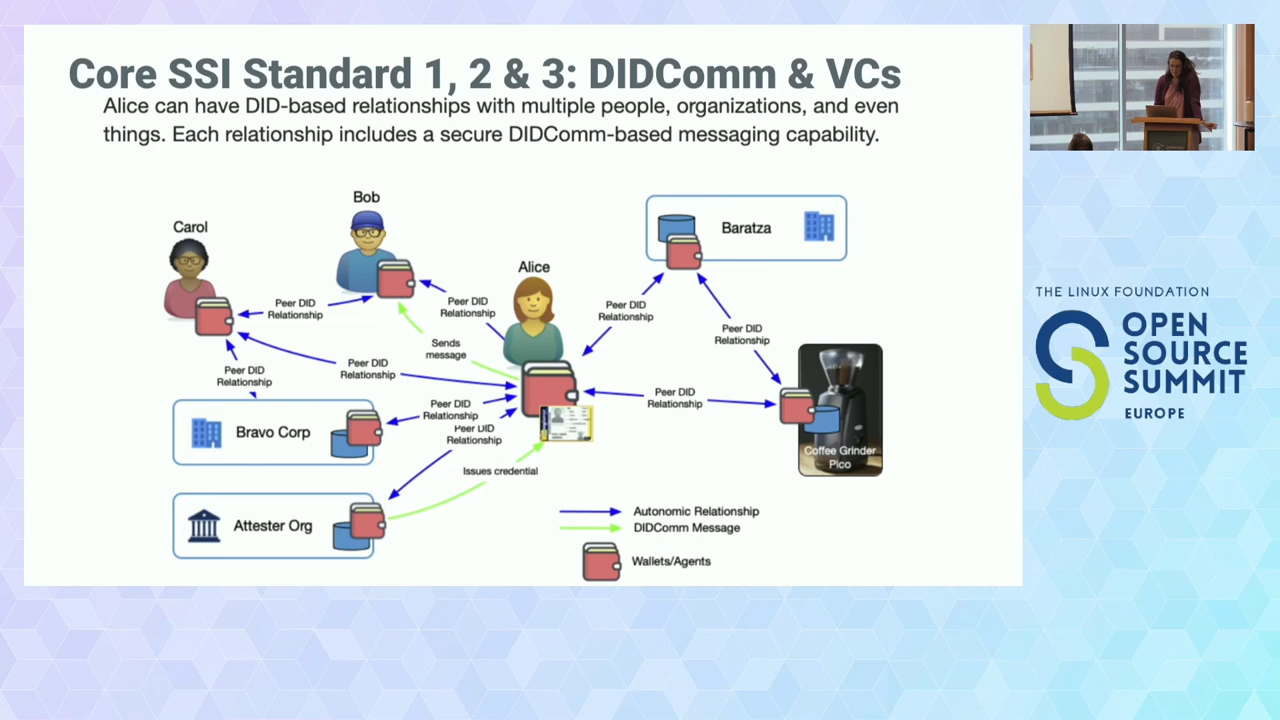 Core SSI Standard 1, 2 & 3: DIDComm & VCs
Alice can have DID-based relationships with multiple people, organizations, and even
things. Each relationship includes a secure DIDComm-based messaging capability.
Bob
Carol
Alice
Baratza
Peer DID
Relationship
Peer DID
Relationship
Peer DID
Relationship
Peer DID
Relationship
Sends
message
Peer DID
Relationship
Peer DID
Relationship
Peer DID
Relationship
Peer DID
Relationship
Peer DID
Relationship
Bravo Corp
Coffee Grinder
Pico
Issues credential
Attester Org
Autonomic Relationship
DIDComm Message
Wallets/Agents
THE LINUX FOUNDATION
OPEN
SOURCE
SUMMIT
EUROPE